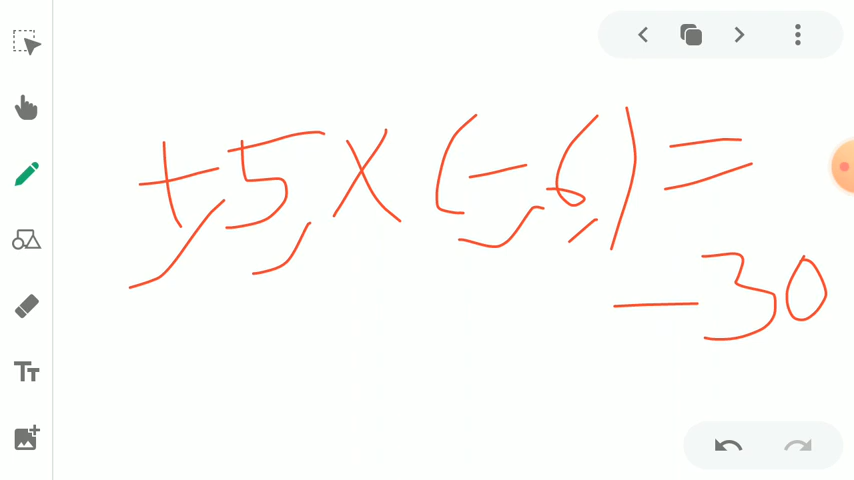 +5 × (-6) =
-30